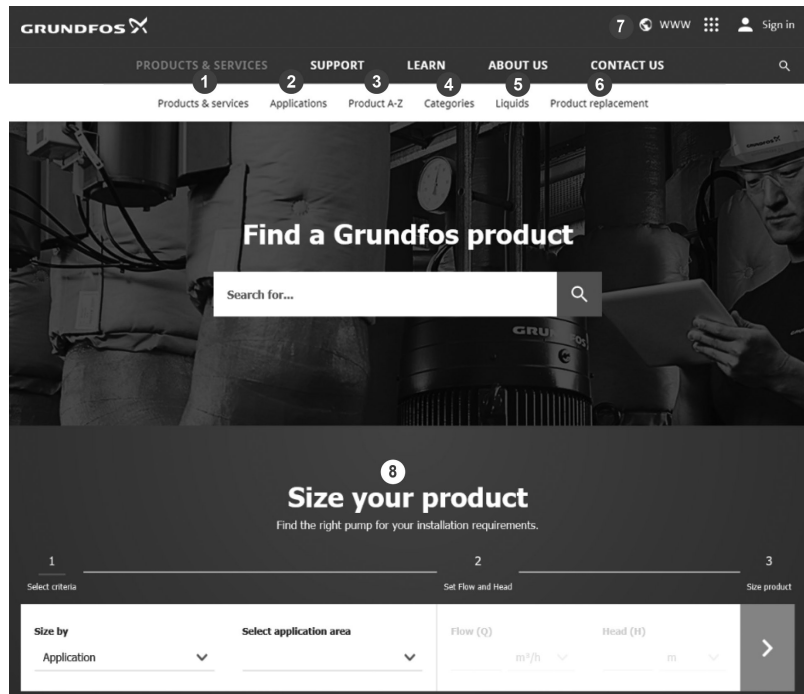 GRUNDFOS
7 WWW Sign in
PRODUCTS & SERVICES SUPPORT LEARN ABOUT US CONTACT US
1 2 3 4 5 6
Products & services Applications Product A-Z Categories Liquids Product replacement
Find a Grundfos product
Search for...
8
Size your product
Find the right pump for your installation requirements.
1 2 3
Select criteria Set Flow and Head Size product
Size by Select application area Flow (Q) Head (H)
Application m³/h m